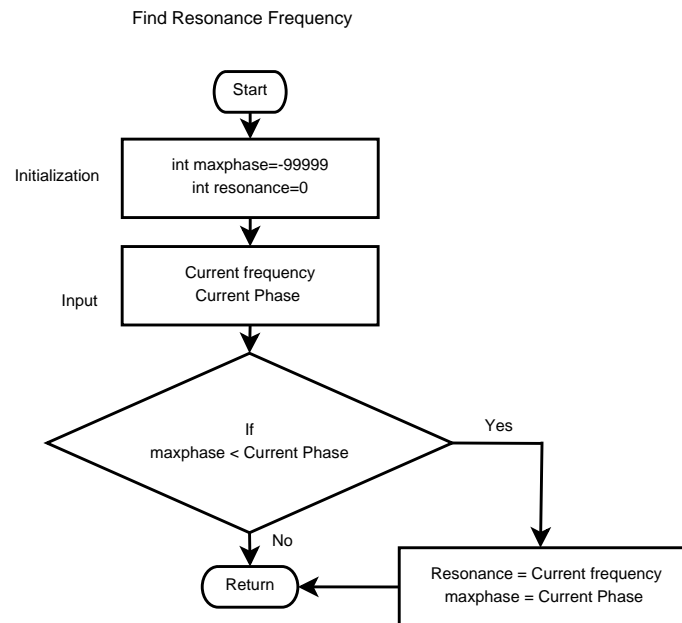 Find Resonance Frequency
Start
Initialization
int maxphase=-99999
int resonance=0
Input
Current frequency
Current Phase
If
maxphase < Current Phase
Yes
No
Return
Resonance = Current frequency
maxphase = Current Phase